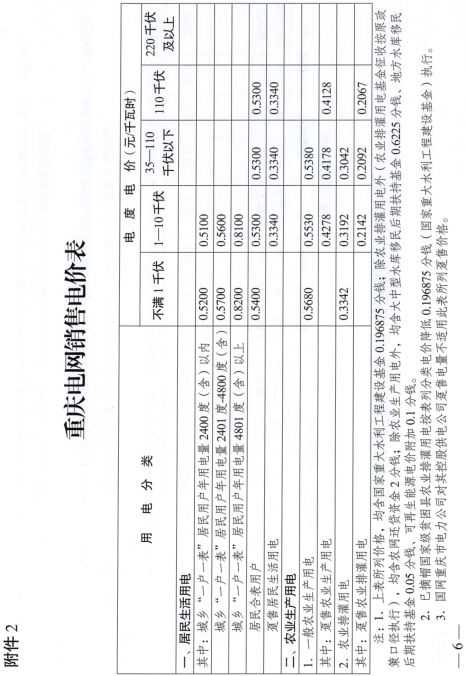 附件 2
重庆电网销售电价表
用 电 分 类 电 度 电 价（元/千瓦时）
不满 1 千伏 1—10 千伏 35—110 千伏以下 110 千伏 220 千伏及以上
一、居民生活用电
其中：城乡“一户一表”居民用户年用电量 2400 度（含）以内 0.5200 0.5100
城乡“一户一表”居民用户年用电量 2401 度-4800 度（含） 0.5700 0.5600
城乡“一户一表”居民用户年用电量 4801 度（含）以上 0.8200 0.8100
居民合表用户 0.5400 0.5300 0.5300 0.5300
趸售居民生活用电 0.3340 0.3340 0.3340
二、农业生产用电
1. 一般农业生产用电 0.5680 0.5530 0.5380
其中：趸售农业生产用电 0.4278 0.4178 0.4128
2. 农业排灌用电 0.3342 0.3192 0.3042
其中：趸售农业排灌用电 0.2142 0.2092 0.2067
注：1. 上表所列价格，均含国家重大水利工程建设基金 0.196875 分钱；除农业排灌用电外（农业排灌用电基金征收按原政
策口径执行），均含农网还贷资金 2 分钱；除农业生产用电外，均含大中型水库移民后期扶持基金 0.6225 分钱、地方水库移民
后期扶持基金 0.05 分钱、可再生能源电价附加 0.1 分钱。
2. 已摘帽国家级贫困县农业排灌用电按表列分类电价降低 0.196875 分钱（国家重大水利工程建设基金）执行。
3. 国网重庆市电力公司对其控股供电公司趸售电量不适用此表所列趸售价格。
— 6 —